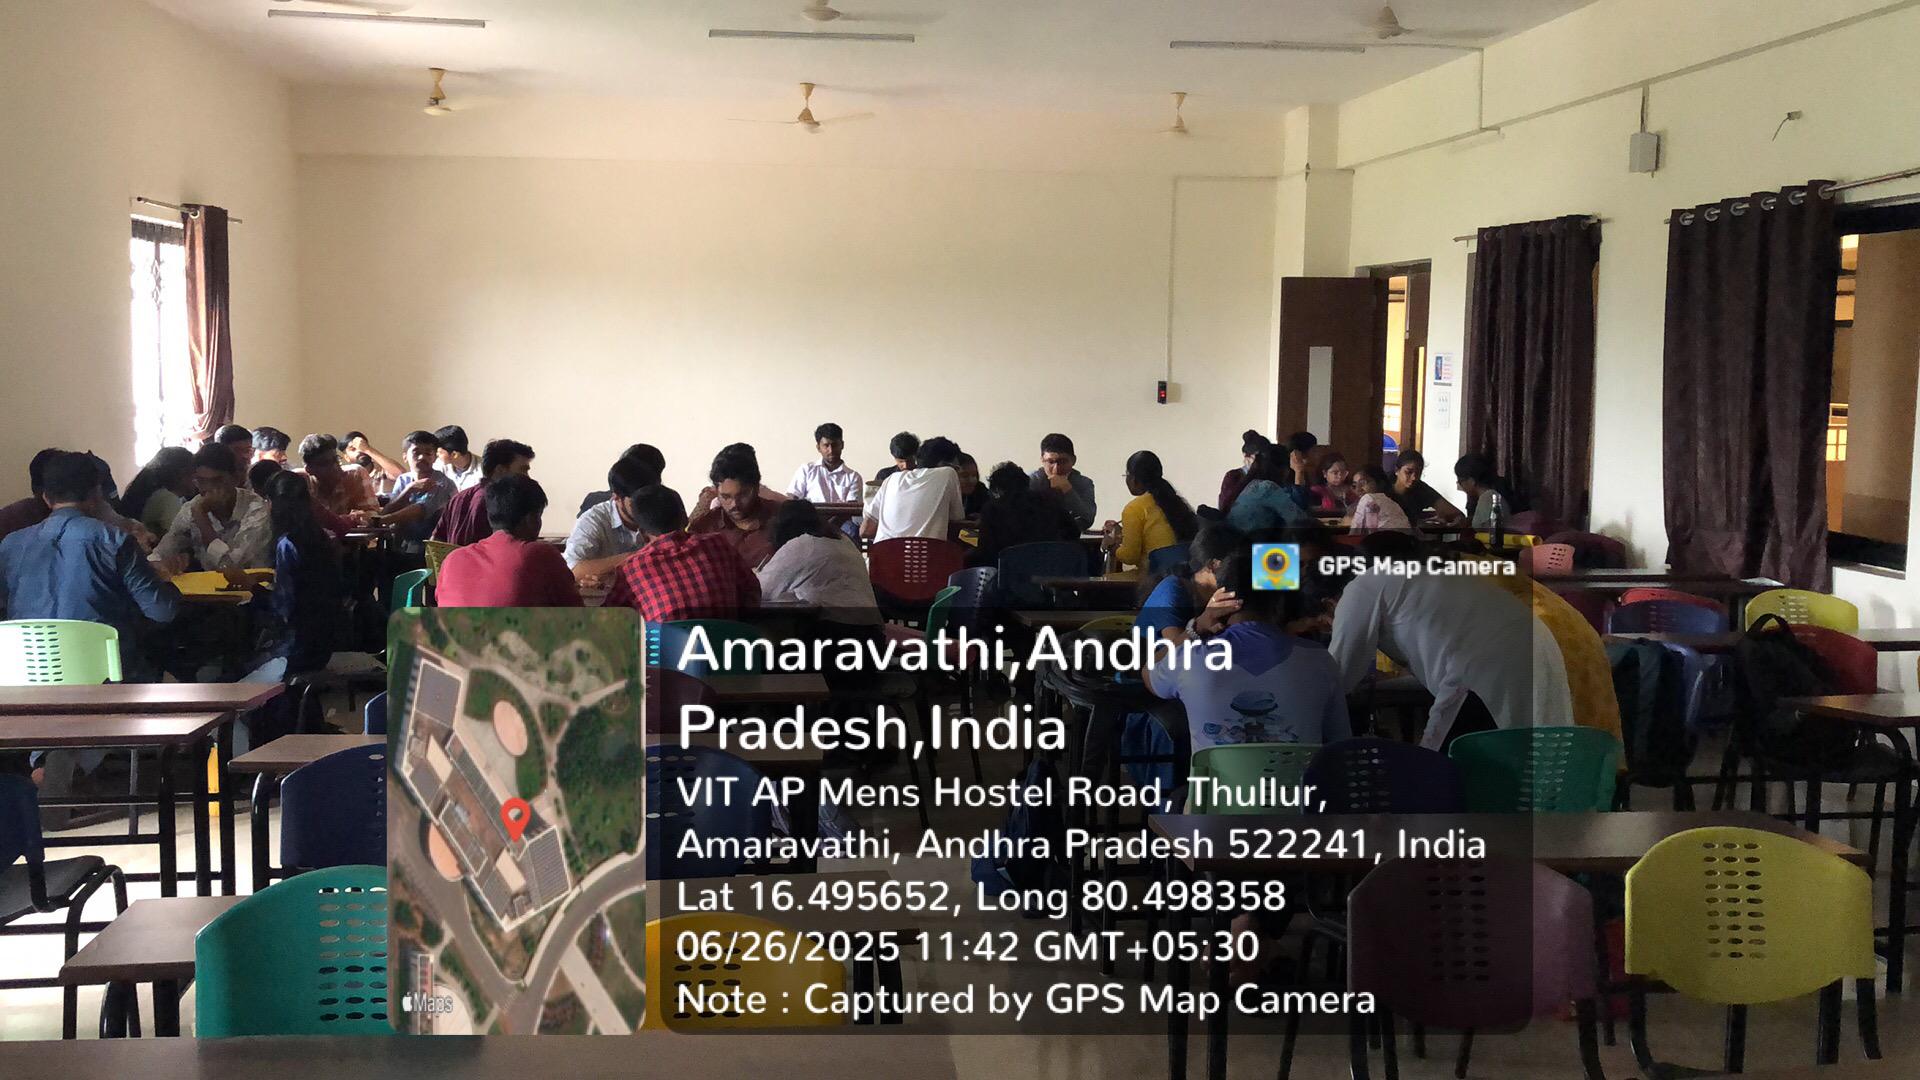 GPS Map Camera
Amaravathi,Andhra
Pradesh,India
VIT AP Mens Hostel Road, Thullur,
Amaravathi, Andhra Pradesh 522241, India
Lat 16.495652, Long 80.498358
06/26/2025 11:42 GMT+05:30
Note : Captured by GPS Map Camera
Maps